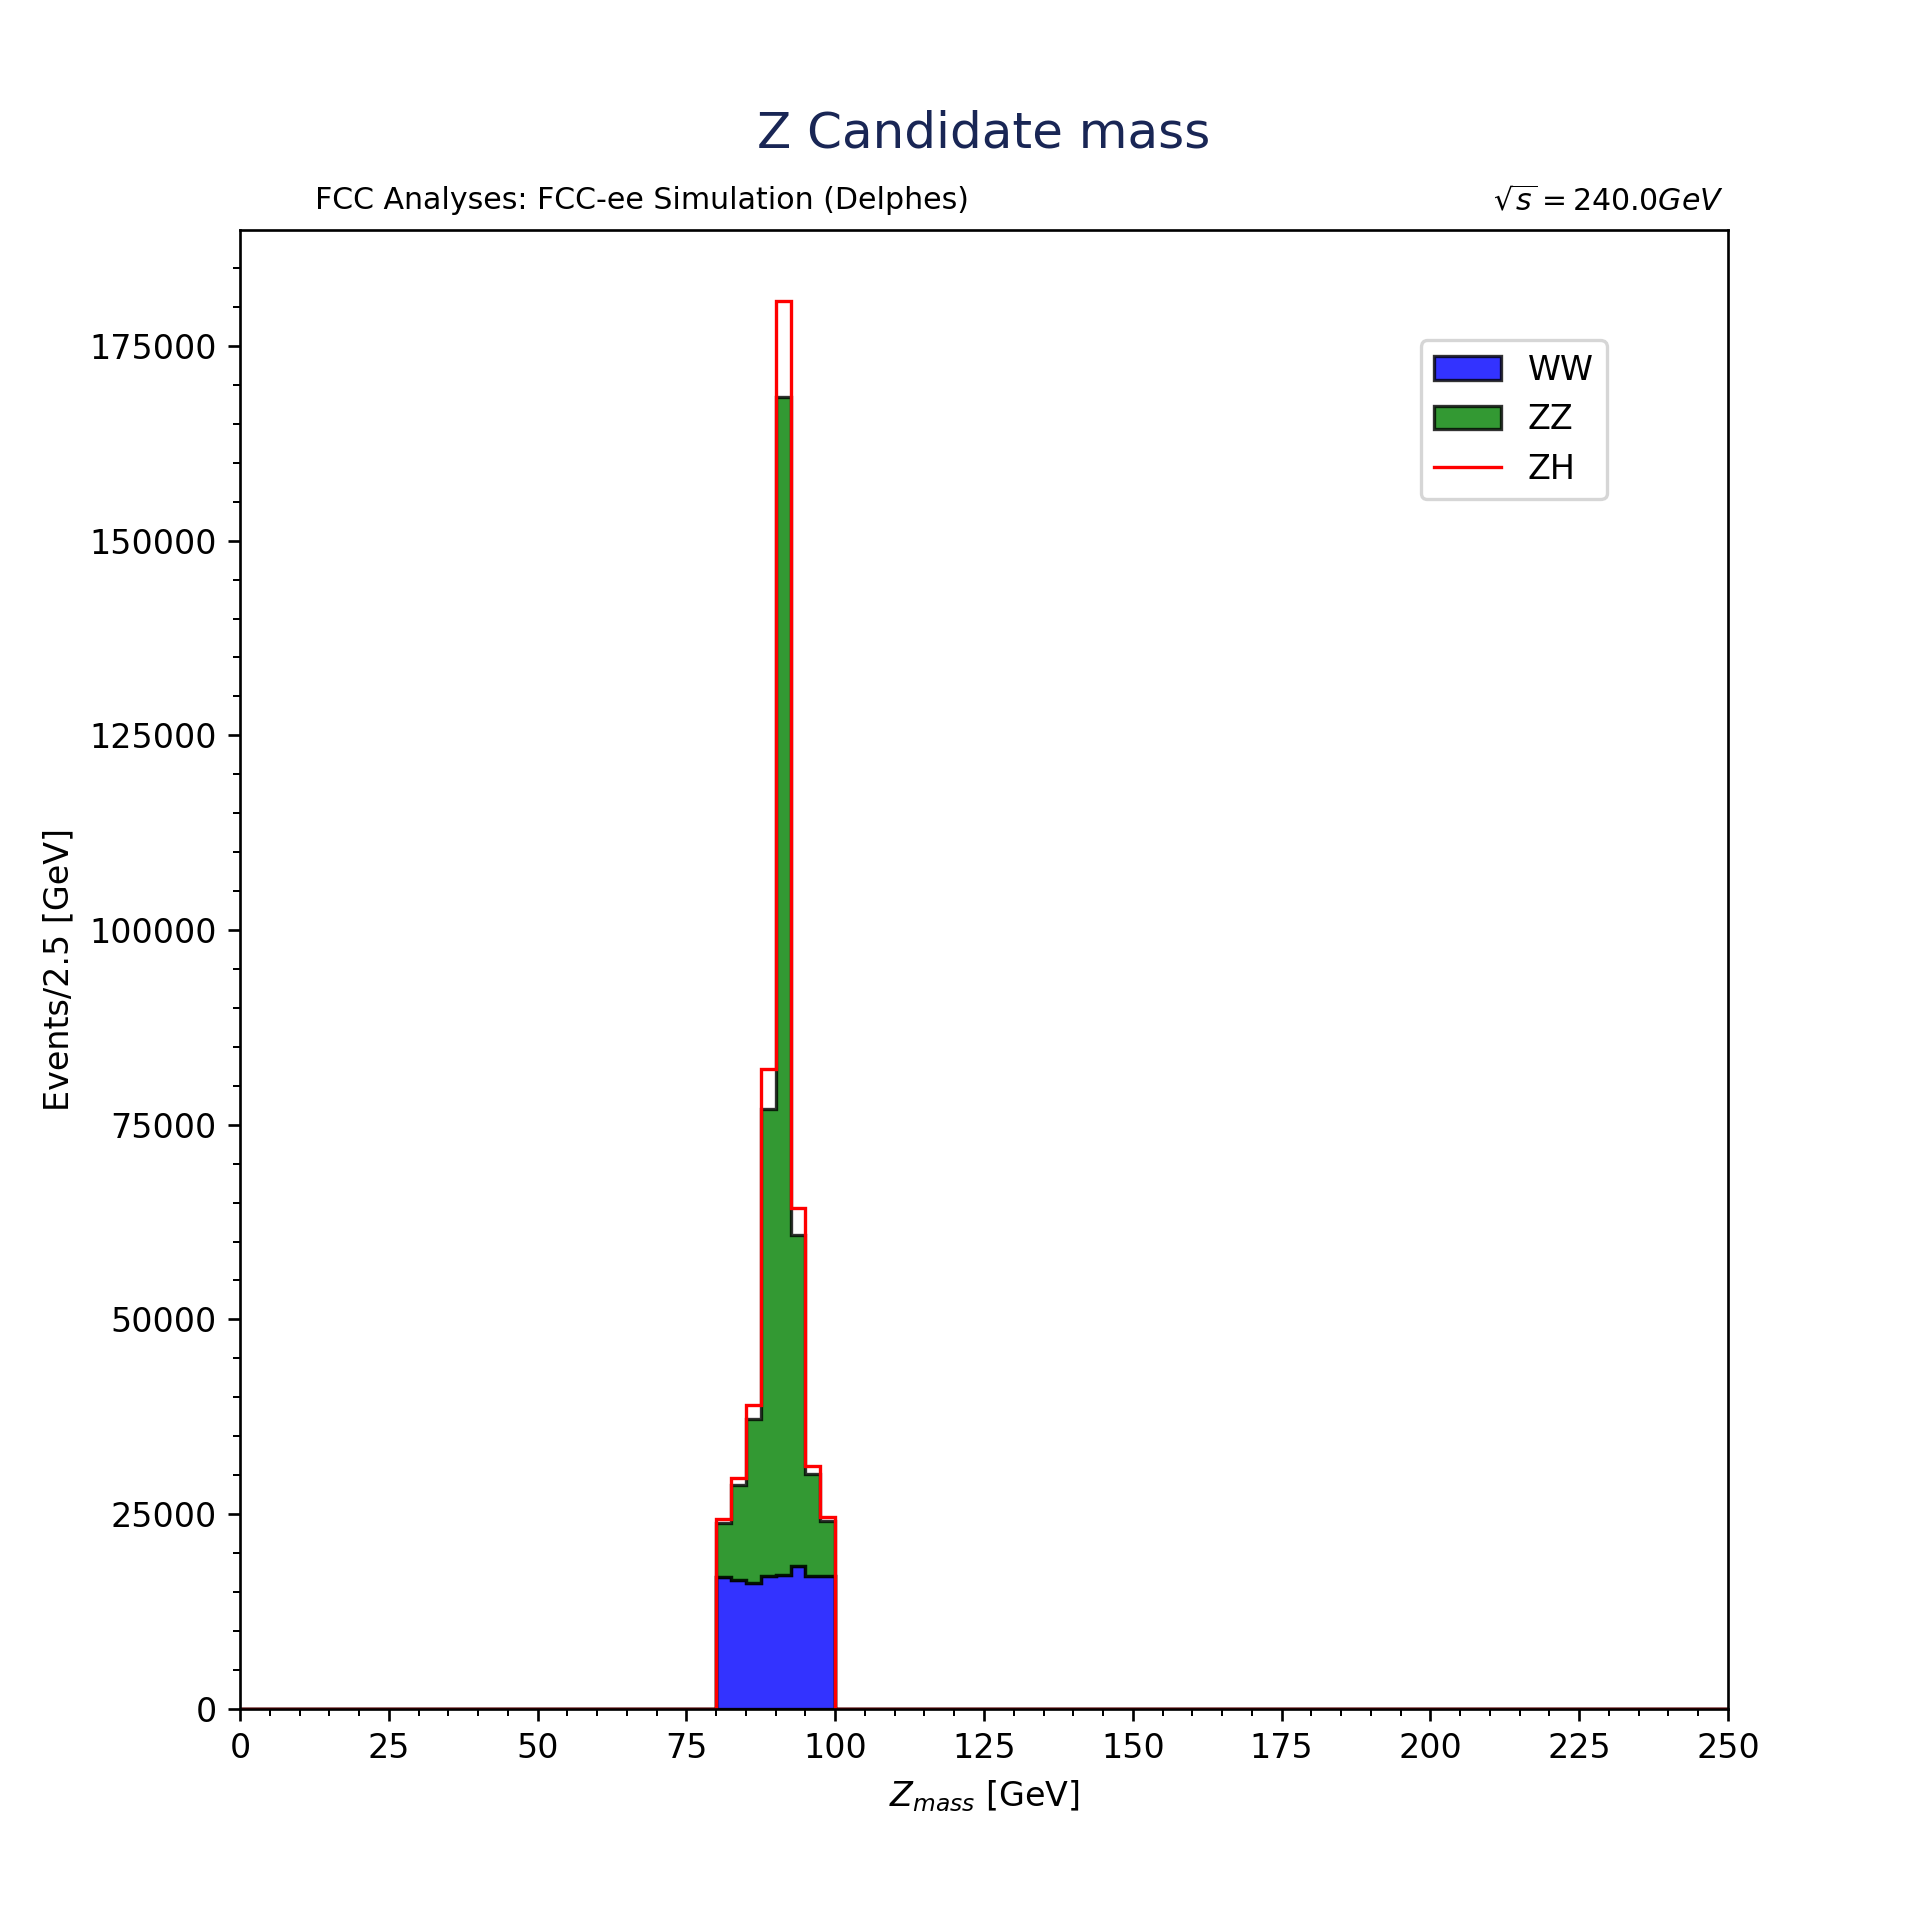 Z Candidate mass
FCC Analyses: FCC-ee Simulation (Delphes)
√s = 240.0GeV
WW
ZZ
ZH
175000
150000
125000
100000
75000
50000
25000
0
Events/2.5 [GeV]
0 25 50 75 100 125 150 175 200 225 250
Z_mass [GeV]